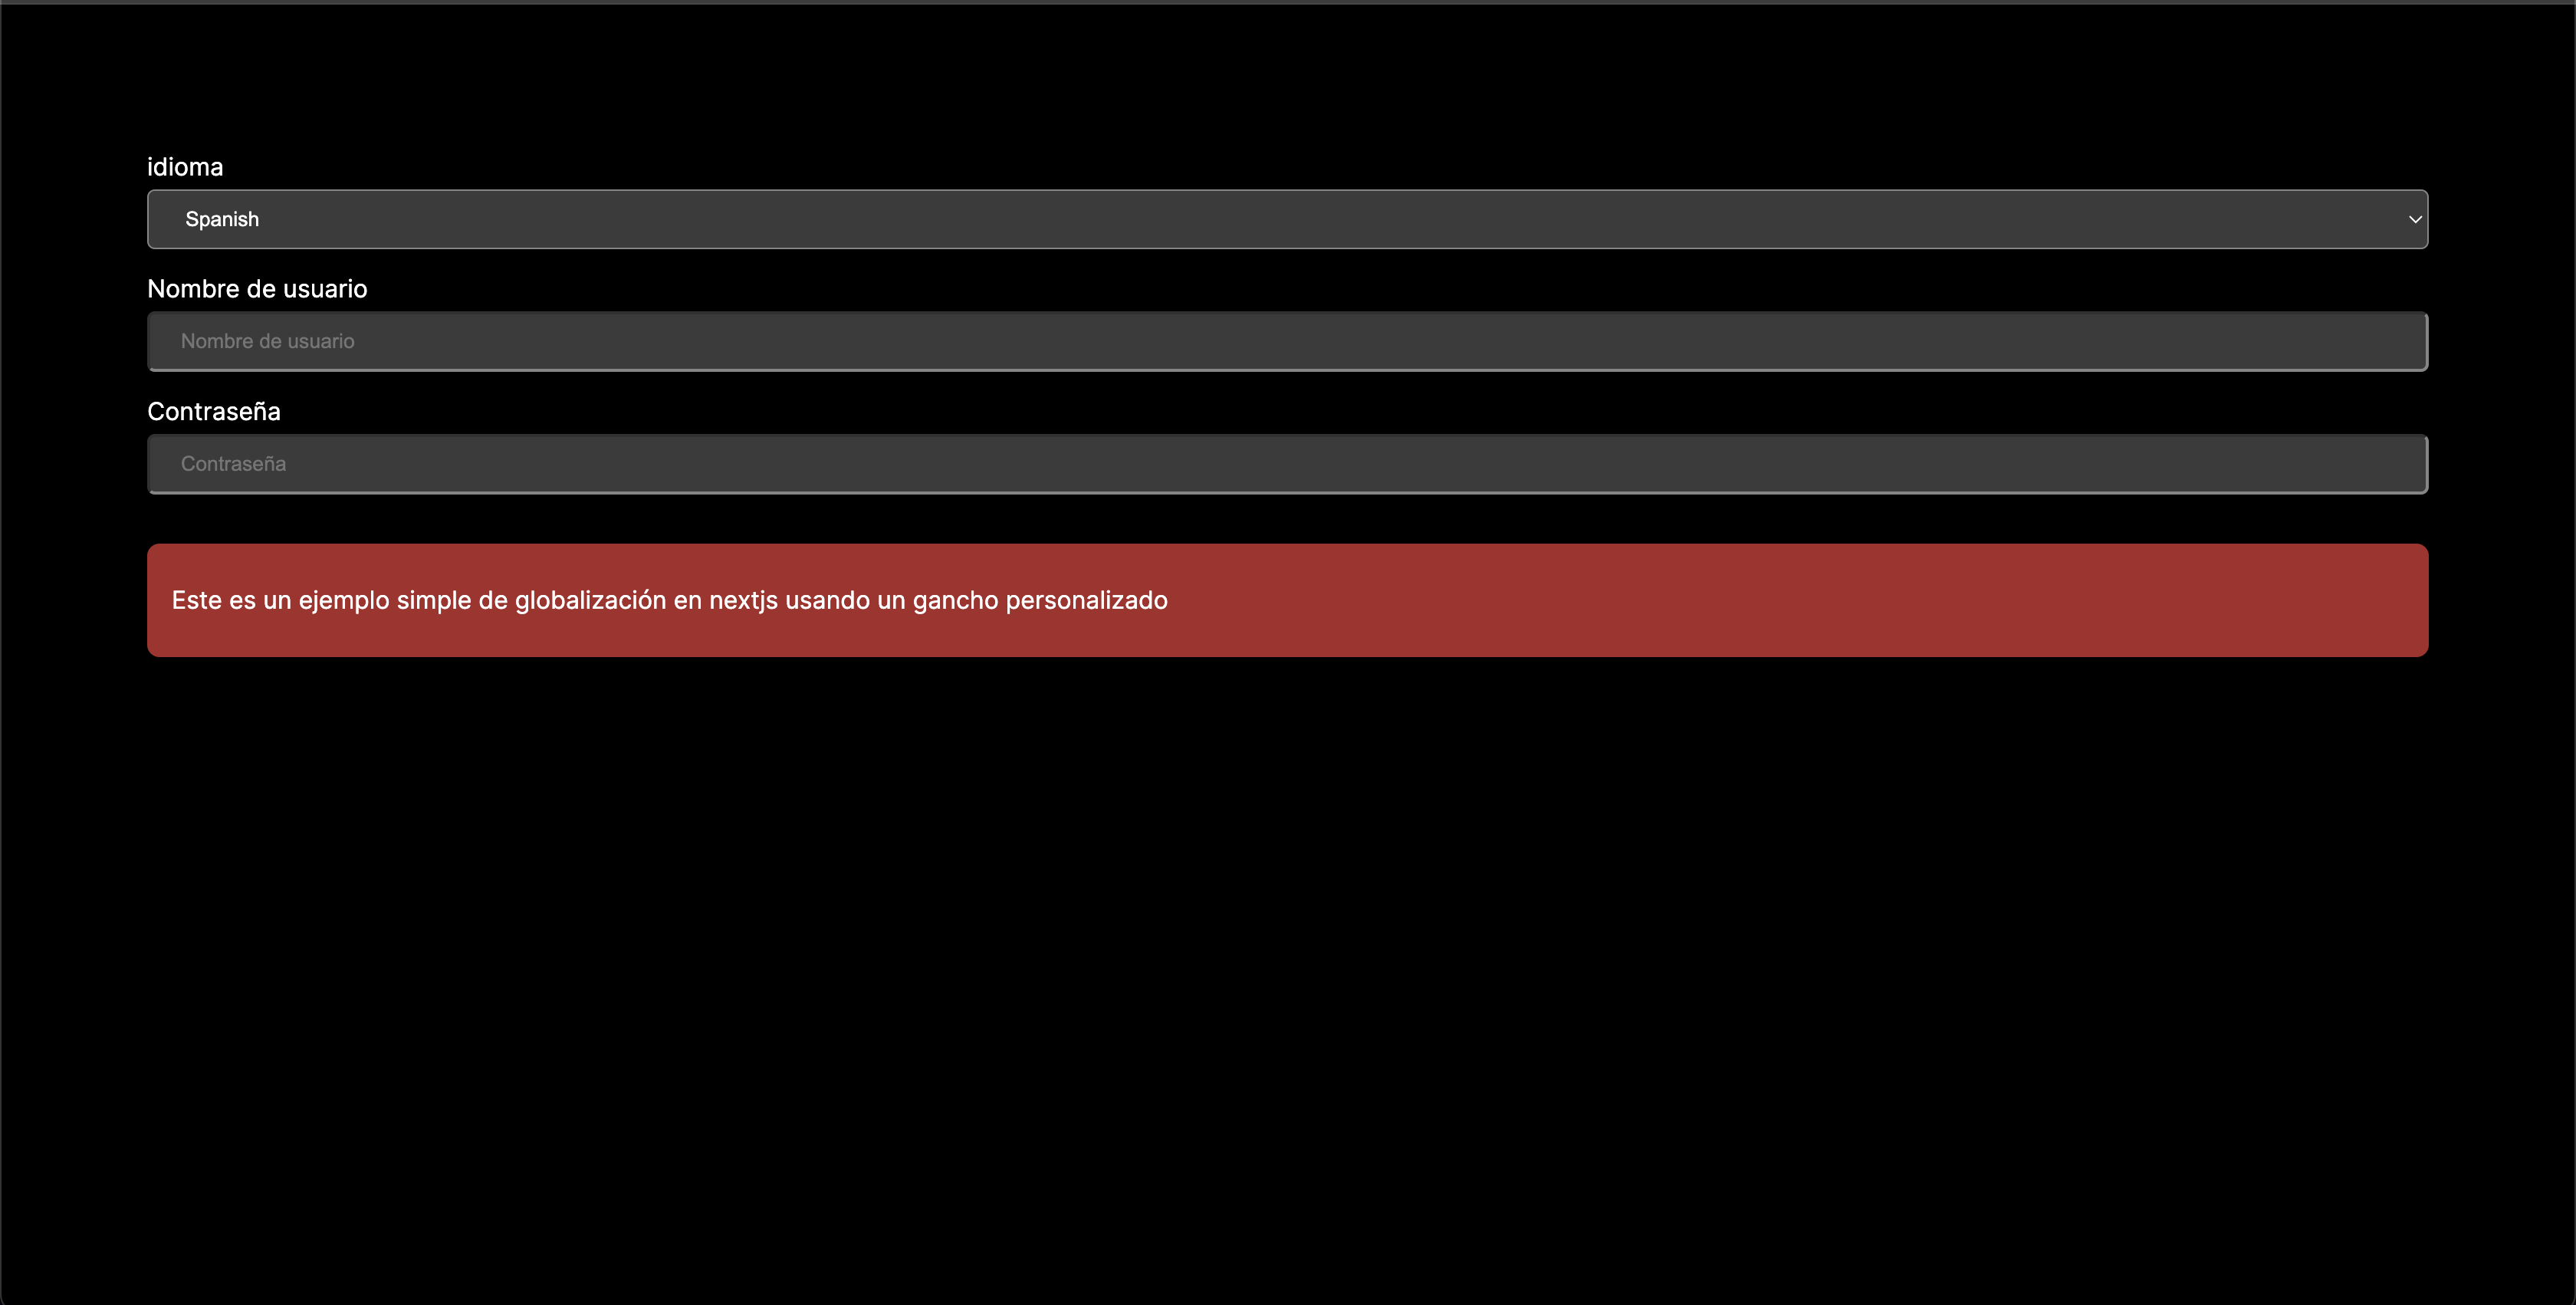 idioma
Spanish
Nombre de usuario
Nombre de usuario
Contraseña
Contraseña
Este es un ejemplo simple de globalización en nextjs usando un gancho personalizado